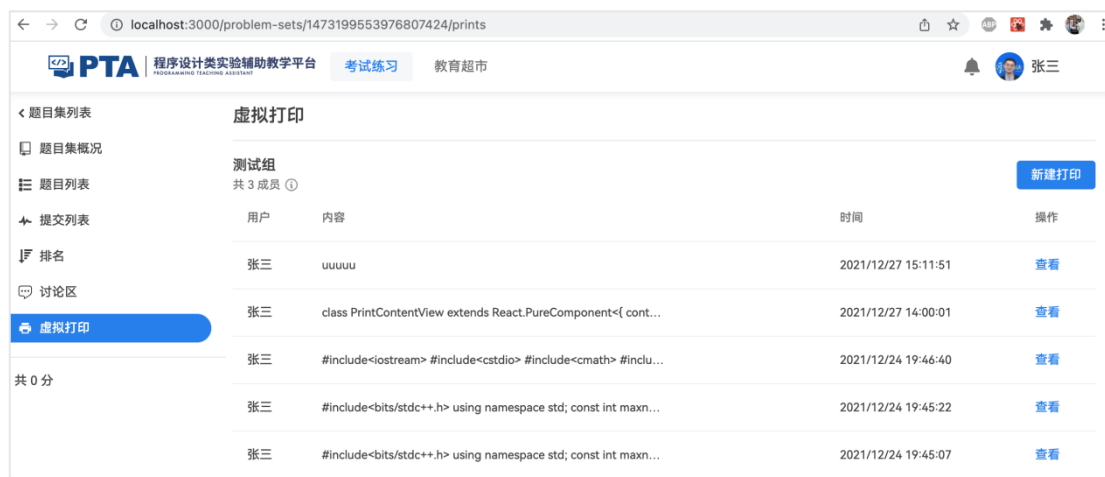 localhost:3000/problem-sets/1473199553976807424/prints
PTA 程序设计类实验辅助教学平台 考试练习 教育超市 张三
PROGRAMMING TEACHING ASSISTANT
题目集列表
题目集概况
题目列表
提交列表
排名
讨论区
虚拟打印
共 0 分
虚拟打印
测试组
共 3 成员
新建打印
用户 内容 时间 操作
张三 uuuuu 2021/12/27 15:11:51 查看
张三 class PrintContentView extends React.PureComponent<{ cont... 2021/12/27 14:00:01 查看
张三 #include<iostream> #include<cstdio> #include<cmath> #inclu... 2021/12/24 19:46:40 查看
张三 #include<bits/stdc++.h> using namespace std; const int maxn... 2021/12/24 19:45:22 查看
张三 #include<bits/stdc++.h> using namespace std; const int maxn... 2021/12/24 19:45:07 查看